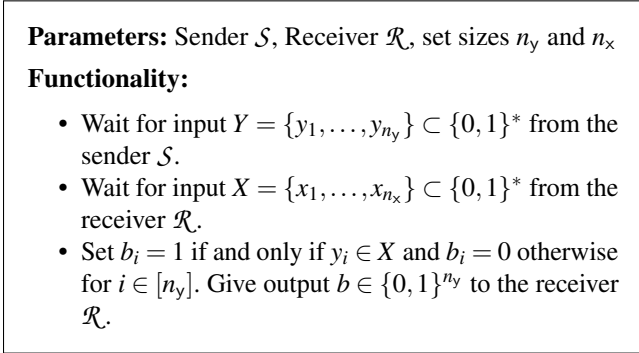 Parameters: Sender 𝒮, Receiver ℛ, set sizes n_y and n_x
Functionality:
• Wait for input Y = {y_1,...,y_{n_y}} ⊂ {0,1}^* from the
sender 𝒮.
• Wait for input X = {x_1,...,x_{n_x}} ⊂ {0,1}^* from the
receiver ℛ.
• Set b_i = 1 if and only if y_i ∈ X and b_i = 0 otherwise
for i ∈ [n_y]. Give output b ∈ {0,1}^{n_y} to the receiver
ℛ.